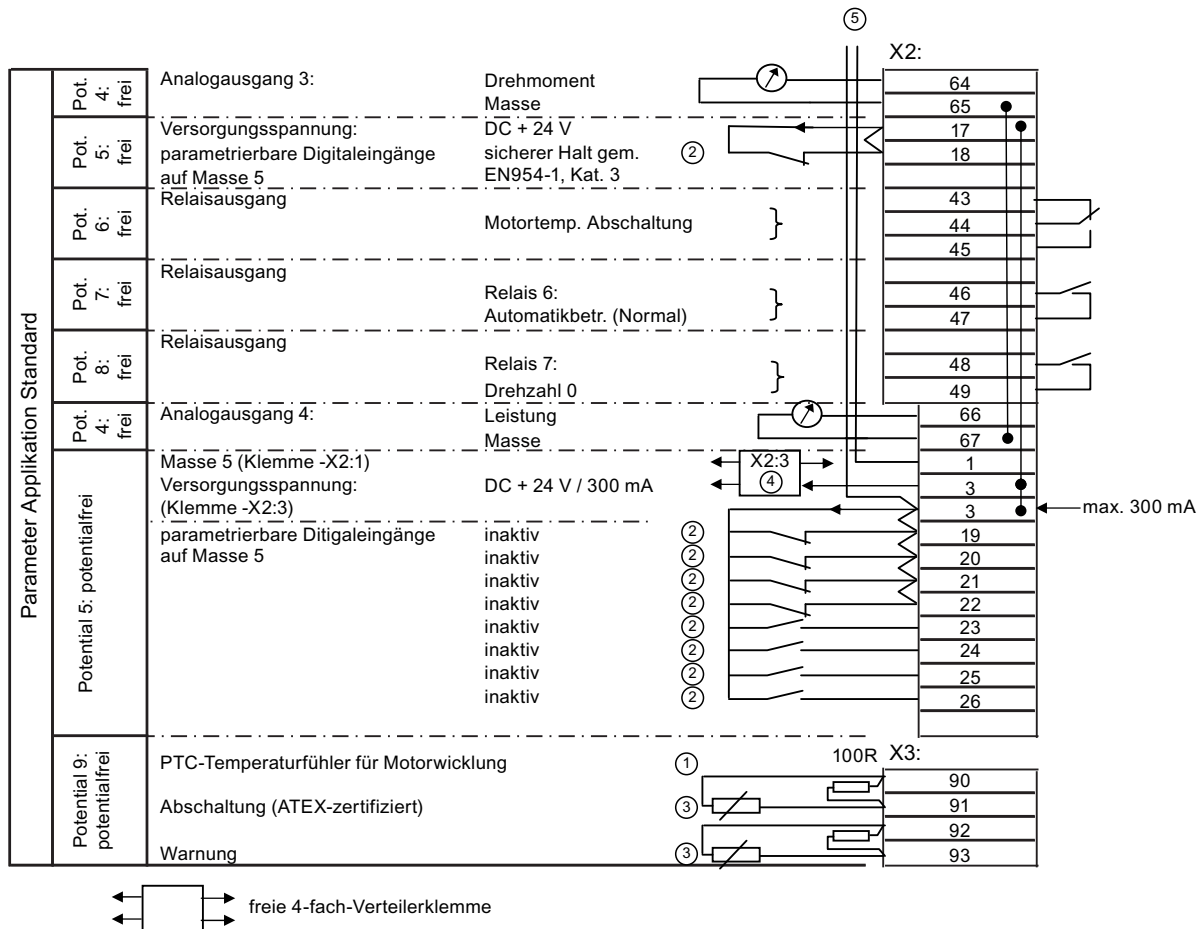 5
X2:
Parameter Applikation Standard
Pot. 4: frei
Analogausgang 3: Drehmoment 64
Masse 65
Pot. 5: frei
Versorgungsspannung: DC + 24 V 17
parametrierbare Digitaleingänge sicherer Halt gem. 2 18
auf Masse 5 EN954-1, Kat. 3
Pot. 6: frei
Relaisausgang 43
Motortemp. Abschaltung } 44
45
Pot. 7: frei
Relaisausgang
Relais 6: 46
Automatikbetr. (Normal) } 47
Pot. 8: frei
Relaisausgang
Relais 7: 48
Drehzahl 0 } 49
Pot. 4: frei
Analogausgang 4: Leistung 66
Masse 67
Potential 5: potentialfrei
Masse 5 (Klemme -X2:1) X2:3 1
Versorgungsspannung: DC + 24 V / 300 mA 4 3
(Klemme -X2:3) 3 max. 300 mA
parametrierbare Ditigaleingänge inaktiv 2 19
auf Masse 5 inaktiv 2 20
inaktiv 2 21
inaktiv 2 22
inaktiv 2 23
inaktiv 2 24
inaktiv 2 25
inaktiv 2 26
Potential 9: potentialfrei
100R X3:
PTC-Temperaturfühler für Motorwicklung 1 90
Abschaltung (ATEX-zertifiziert) 3 91
92
Warnung 3 93
freie 4-fach-Verteilerklemme